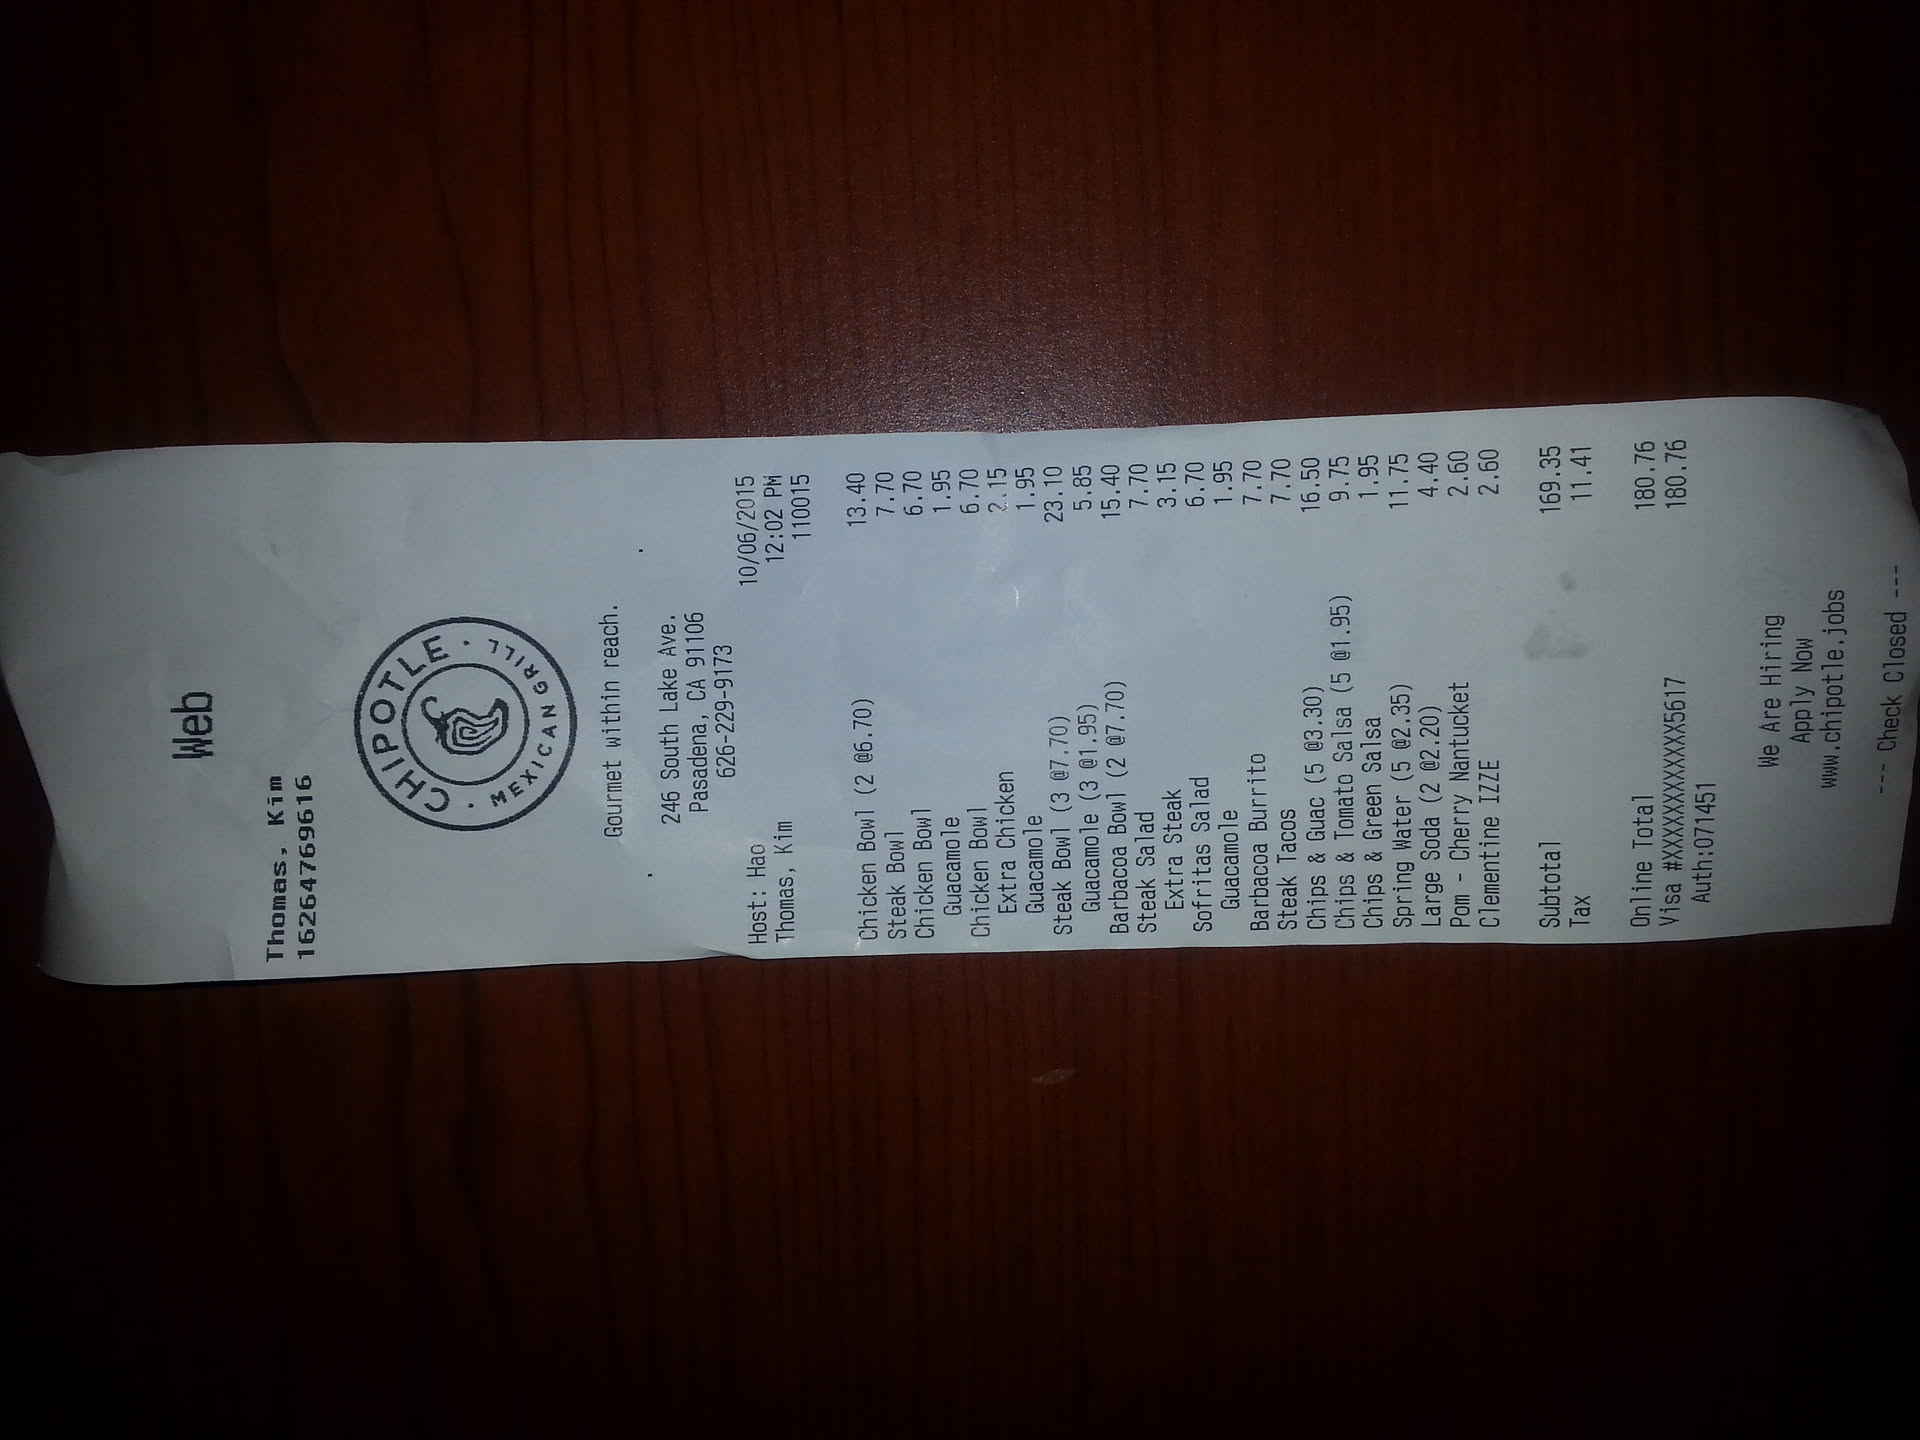 Web
Thomas, Kim
16264769616
CHIPOTLE
MEXICAN GRILL
Gourmet within reach.
246 South Lake Ave.
Pasadena, CA 91106
626-229-9173
Host: Hao 10/06/2015
Thomas, Kim 12:02 PM
110015
Chicken Bowl (2 @6.70) 13.40
Steak Bowl 7.70
Chicken Bowl 6.70
Guacamole 1.95
Chicken Bowl 6.70
Extra Chicken 2.15
Guacamole 1.95
Steak Bowl (3 @7.70) 23.10
Guacamole (3 @1.95) 5.85
Barbacoa Bowl (2 @7.70) 15.40
Steak Salad 7.70
Extra Steak 3.15
Sofritas Salad 6.70
Guacamole 1.95
Barbacoa Burrito 7.70
Steak Tacos 7.70
Chips & Guac (5 @3.30) 16.50
Chips & Tomato Salsa (5 @1.95) 9.75
Chips & Green Salsa 1.95
Spring Water (5 @2.35) 11.75
Large Soda (2 @2.20) 4.40
Pom - Cherry Nantucket 2.60
Clementine IZZE 2.60
Subtotal 169.35
Tax 11.41
Online Total 180.76
Visa #XXXXXXXXXXXX5617 180.76
Auth:071451
We Are Hiring
Apply Now
www.chipotle.jobs
--- Check Closed ---